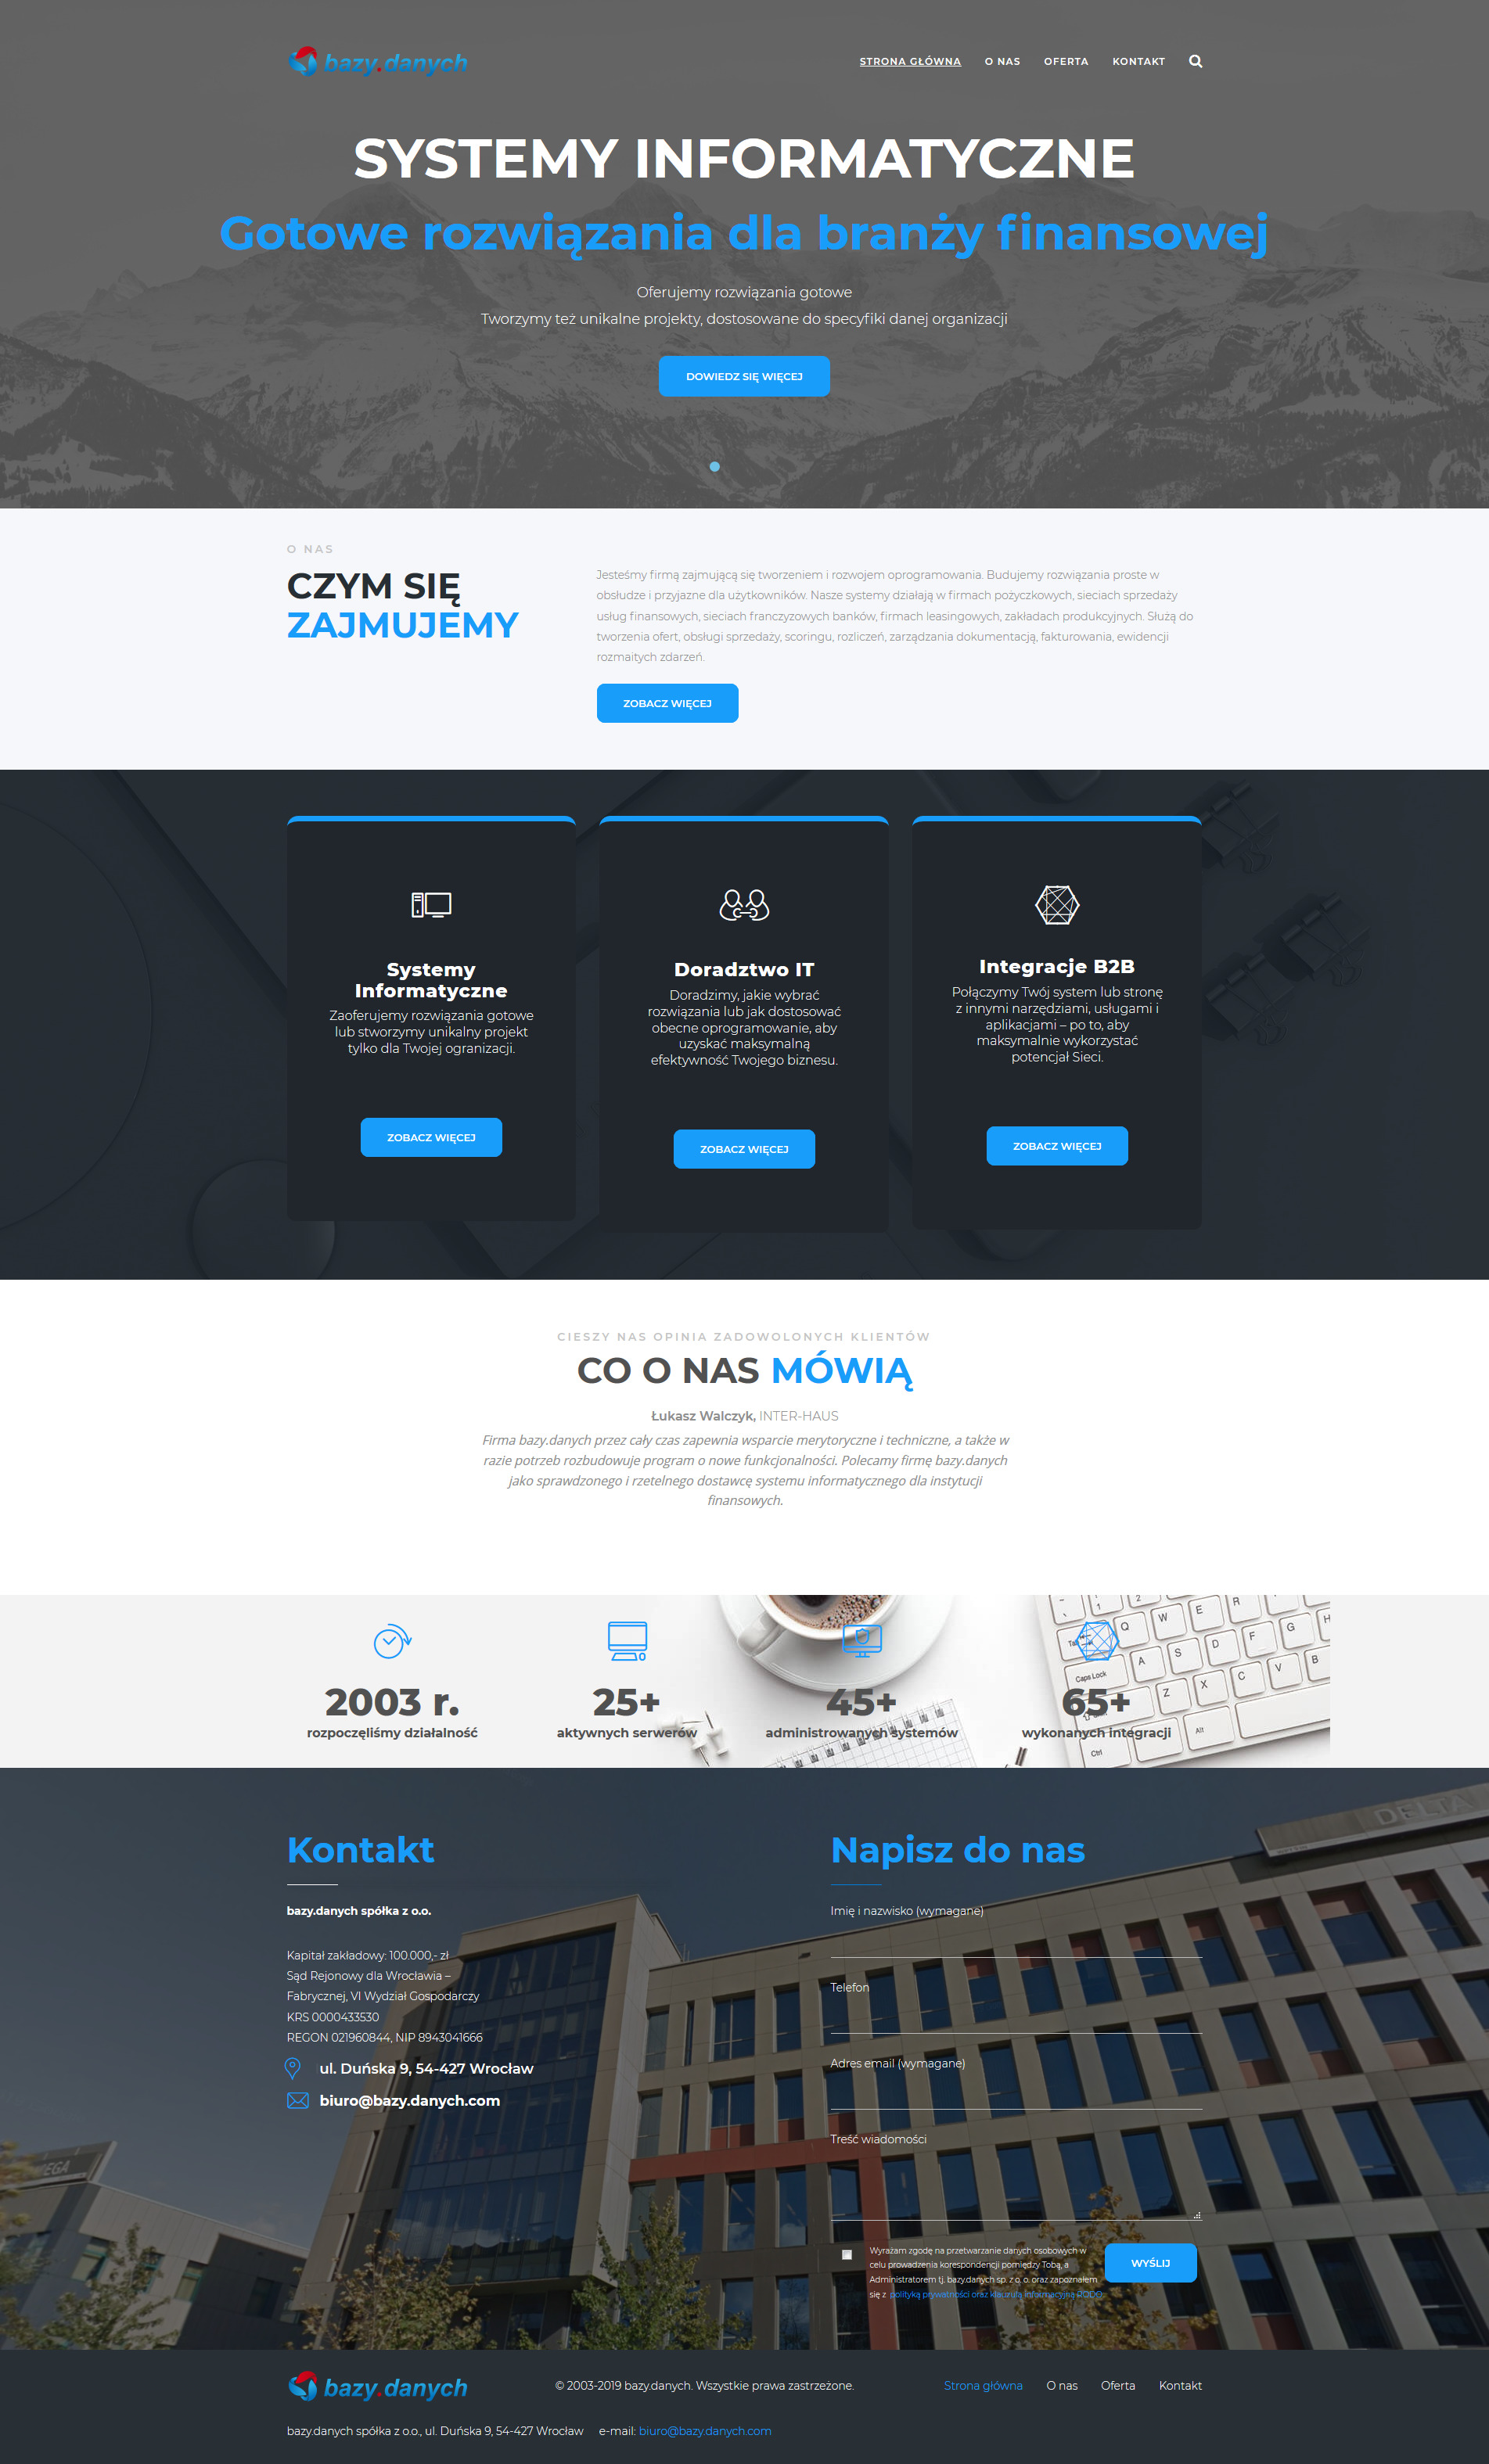 bazy.danych
STRONA GŁÓWNA O NAS OFERTA KONTAKT
SYSTEMY INFORMATYCZNE
Gotowe rozwiązania dla branży finansowej
Oferujemy rozwiązania gotowe
Tworzymy też unikalne projekty, dostosowane do specyfiki danej organizacji
DOWIEDZ SIĘ WIĘCEJ
O NAS
CZYM SIĘ
ZAJMUJEMY
Jesteśmy firmą zajmującą się tworzeniem i rozwojem oprogramowania. Budujemy rozwiązania proste w
obsłudze i przyjazne dla użytkowników. Nasze systemy działają w firmach pożyczkowych, sieciach sprzedaży
usług finansowych, sieciach franczyzowych banków, firmach leasingowych, zakładach produkcyjnych. Służą do
tworzenia ofert, obsługi sprzedaży, scoringu, rozliczeń, zarządzania dokumentacją, fakturowania, ewidencji
rozmaitych zdarzeń.
ZOBACZ WIĘCEJ
Systemy
Informatyczne
Zaoferujemy rozwiązania gotowe
lub stworzymy unikalny projekt
tylko dla Twojej ogranizacji.
ZOBACZ WIĘCEJ
Doradztwo IT
Doradzimy, jakie wybrać
rozwiązania lub jak dostosować
obecne oprogramowanie, aby
uzyskać maksymalną
efektywność Twojego biznesu.
ZOBACZ WIĘCEJ
Integracje B2B
Połączymy Twój system lub stronę
z innymi narzędziami, usługami i
aplikacjami – po to, aby
maksymalnie wykorzystać
potencjał Sieci.
ZOBACZ WIĘCEJ
CIESZY NAS OPINIA ZADOWOLONYCH KLIENTÓW
CO O NAS MÓWIĄ
Łukasz Walczyk, INTER-HAUS
Firma bazy.danych przez cały czas zapewnia wsparcie merytoryczne i techniczne, a także w
razie potrzeb rozbudowuje program o nowe funkcjonalności. Polecamy firmę bazy.danych
jako sprawdzonego i rzetelnego dostawcę systemu informatycznego dla instytucji
finansowych.
2003 r.
rozpoczęliśmy działalność
25+
aktywnych serwerów
45+
administrowanych systemów
65+
wykonanych integracji
Q W E R
A S D F G H
Caps Lock
Z X C V B
Ctrl
Alt
DELTA
Kontakt
bazy.danych spółka z o.o.
Kapitał zakładowy: 100.000,- zł
Sąd Rejonowy dla Wrocławia –
Fabrycznej, VI Wydział Gospodarczy
KRS 0000433530
REGON 021960844, NIP 8943041666
ul. Duńska 9, 54-427 Wrocław
biuro@bazy.danych.com
Napisz do nas
Imię i nazwisko (wymagane)
Telefon
Adres email (wymagane)
Treść wiadomości
Wyrażam zgodę na przetwarzanie danych osobowych w
celu prowadzenia korespondencji pomiędzy Tobą, a
Administratorem tj. bazy.danych sp. z o. o. oraz zapoznałem
się z polityką prywatności oraz klauzulą informacyjną RODO.
WYŚLIJ
bazy.danych
© 2003-2019 bazy.danych. Wszystkie prawa zastrzeżone.
Strona główna O nas Oferta Kontakt
bazy.danych spółka z o.o., ul. Duńska 9, 54-427 Wrocław e-mail: biuro@bazy.danych.com